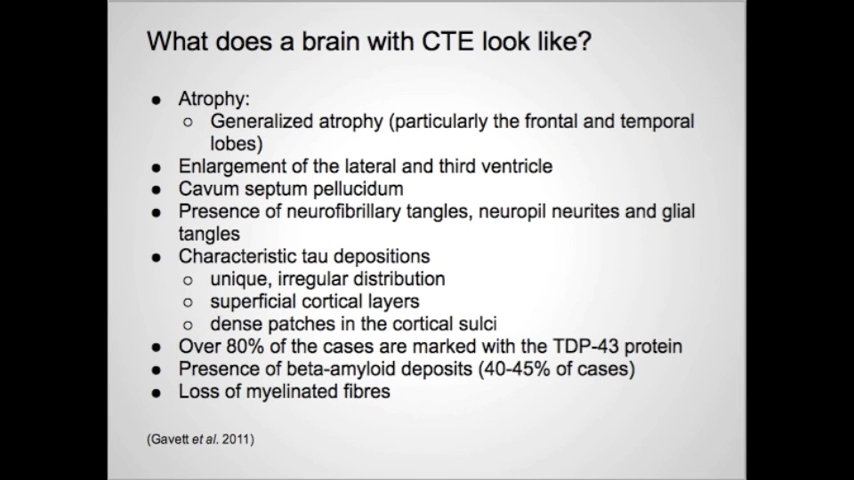 What does a brain with CTE look like?
● Atrophy:
○ Generalized atrophy (particularly the frontal and temporal
lobes)
● Enlargement of the lateral and third ventricle
● Cavum septum pellucidum
● Presence of neurofibrillary tangles, neuropil neurites and glial
tangles
● Characteristic tau depositions
○ unique, irregular distribution
○ superficial cortical layers
○ dense patches in the cortical sulci
● Over 80% of the cases are marked with the TDP-43 protein
● Presence of beta-amyloid deposits (40-45% of cases)
● Loss of myelinated fibres
(Gavett et al. 2011)